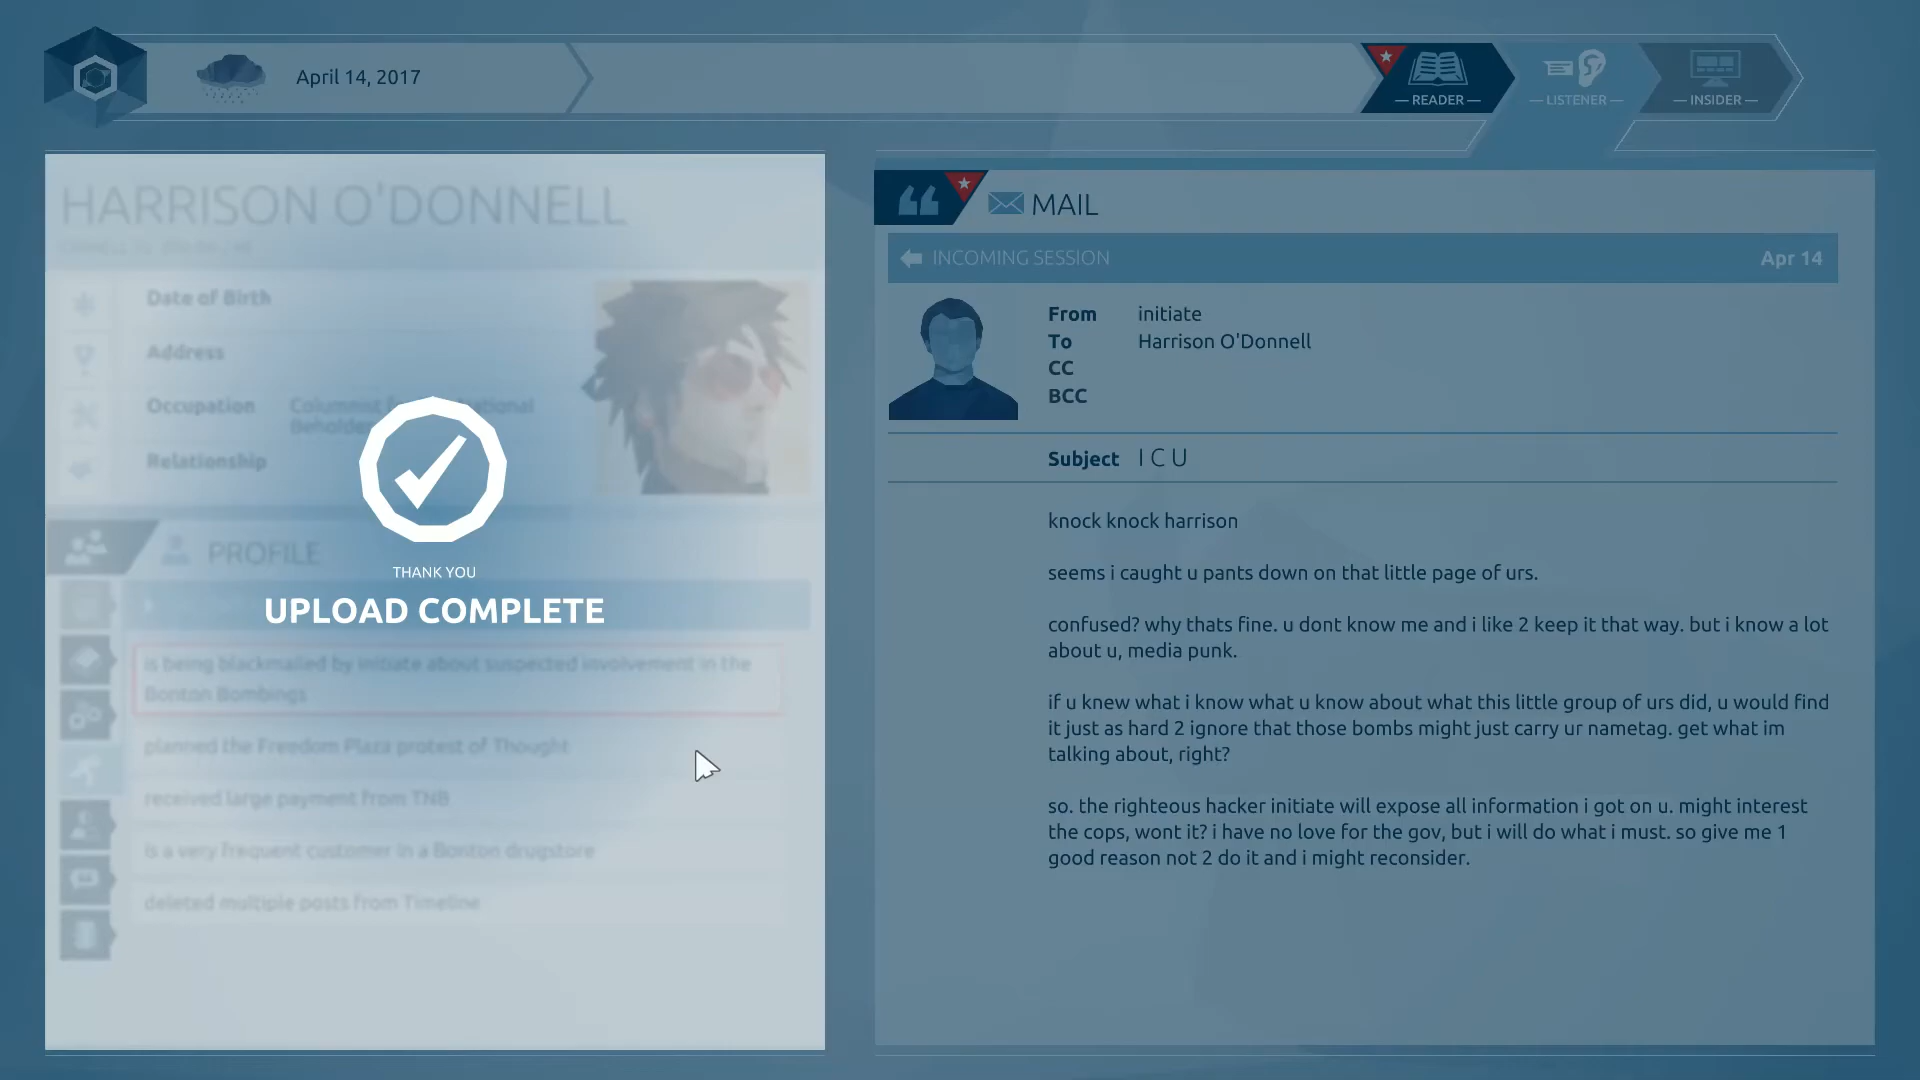 April 14, 2017
— READER —
— LISTENER —
— INSIDER —
HARRISON O'DONNELL
Date of Birth
Address
Occupation Columnist National
Beholder
Relationship
THANK YOU
UPLOAD COMPLETE
PROFILE
is being blackmailed by initiate about suspected involvement in the
Bonton Bombings
planned the Freedom Plaza protest of Thought
received large payment from TNB
is a very frequent customer in a Bonton drugstore
deleted multiple posts from Timeline
MAIL
INCOMING SESSION Apr 14
From initiate
To Harrison O'Donnell
CC
BCC
Subject I C U
knock knock harrison
seems i caught u pants down on that little page of urs.
confused? why thats fine. u dont know me and i like 2 keep it that way. but i know a lot
about u, media punk.
if u knew what i know what u know about what this little group of urs did, u would find
it just as hard 2 ignore that those bombs might just carry ur nametag. get what im
talking about, right?
so. the righteous hacker initiate will expose all information i got on u. might interest
the cops, wont it? i have no love for the gov, but i will do what i must. so give me 1
good reason not 2 do it and i might reconsider.